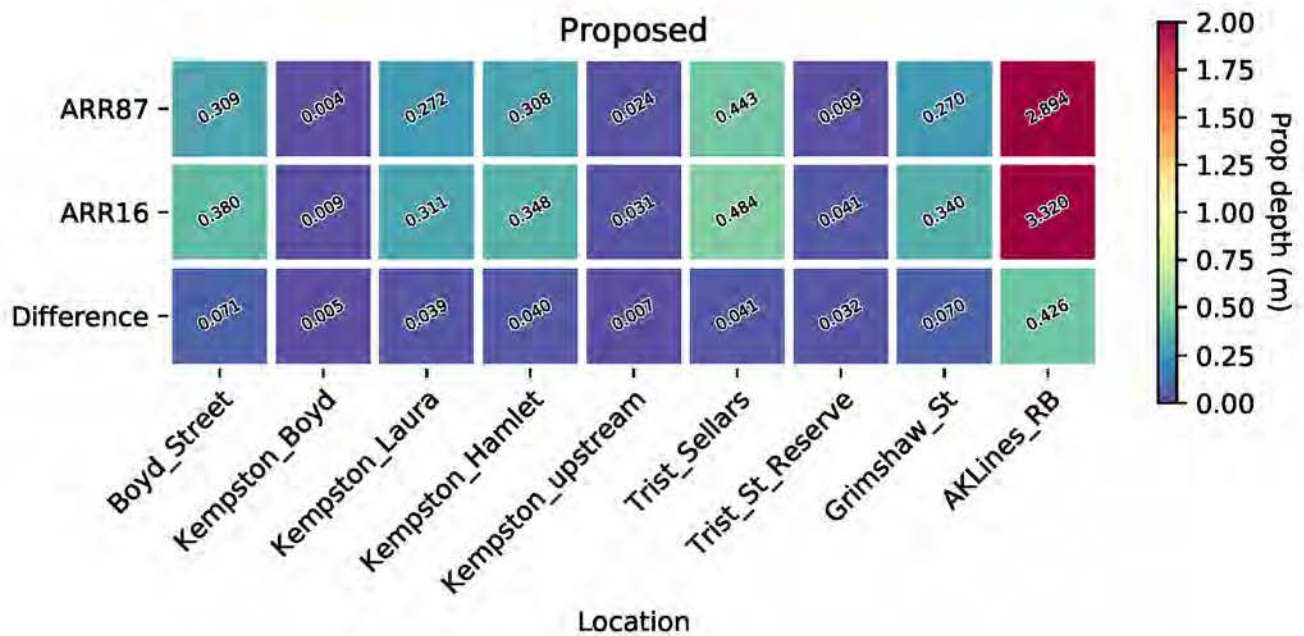 Proposed
ARR87 0.309 0.004 0.272 0.308 0.024 0.443 0.009 0.270 2.894
ARR16 0.380 0.009 0.311 0.348 0.031 0.484 0.041 0.340 3.320
Difference 0.071 0.005 0.039 0.040 0.007 0.041 0.032 0.070 0.426
Boyd_Street Kempston_Boyd Kempston_Laura Kempston_Hamlet Kempston_upstream Trist_Sellars Trist_St_Reserve Grimshaw_St AKLines_RB
Location
2.00
1.75
1.50
1.25
1.00
0.75
0.50
0.25
0.00
Prop depth (m)